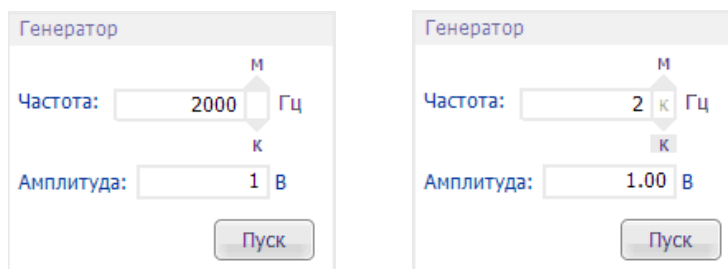 Генератор
м
Частота: 2000 Гц
к
Амплитуда: 1 В
Пуск
Генератор
м
Частота: 2 к Гц
к
Амплитуда: 1.00 В
Пуск